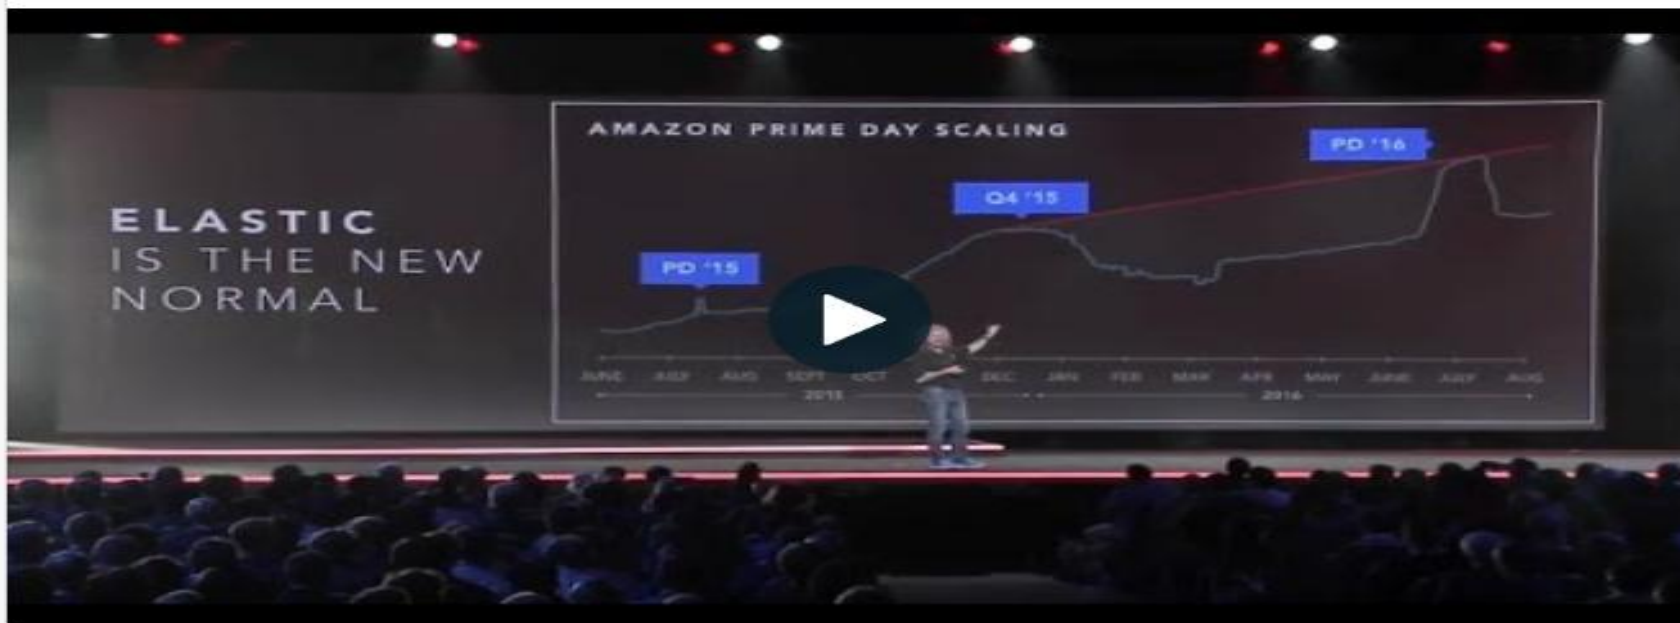 ELASTIC
IS THE NEW
NORMAL
AMAZON PRIME DAY SCALING
PD '15
Q4 '15
PD '16
JUNE JULY AUG SEPT OCT DEC JAN FEB MAR APR MAY JUNE JULY AUG
2015 2016